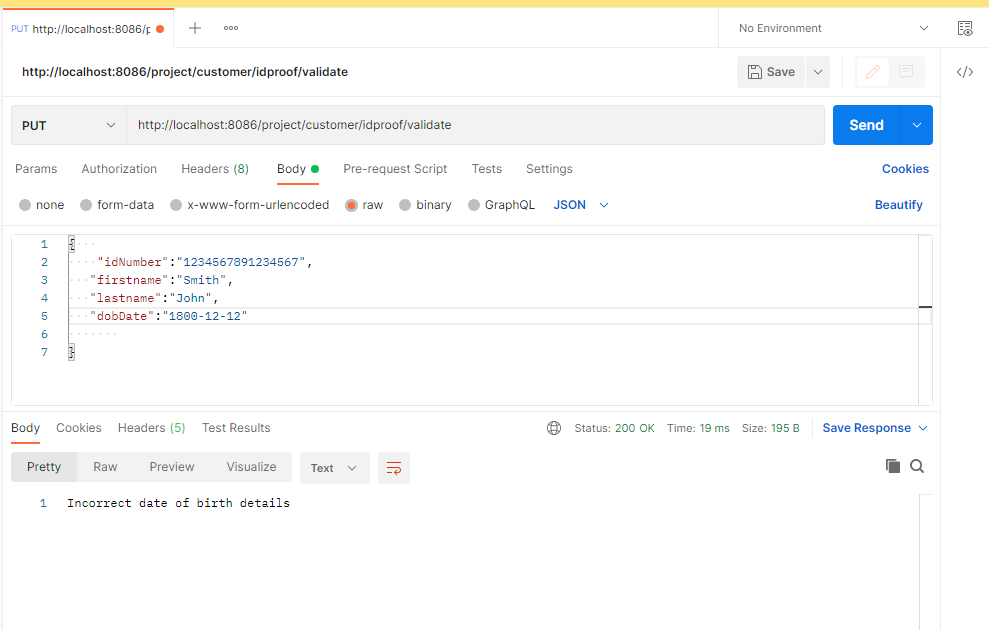 PUT http://localhost:8086/p
No Environment
http://localhost:8086/project/customer/idproof/validate
Save
PUT
http://localhost:8086/project/customer/idproof/validate
Send
Params Authorization Headers (8) Body Pre-request Script Tests Settings Cookies
none form-data x-www-form-urlencoded raw binary GraphQL JSON Beautify
1 {
2 "idNumber":"1234567891234567",
3 "firstname":"Smith",
4 "lastname":"John",
5 "dobDate":"1800-12-12"
6
7 }
Body Cookies Headers (5) Test Results Status: 200 OK Time: 19 ms Size: 195 B Save Response
Pretty Raw Preview Visualize Text
1 Incorrect date of birth details